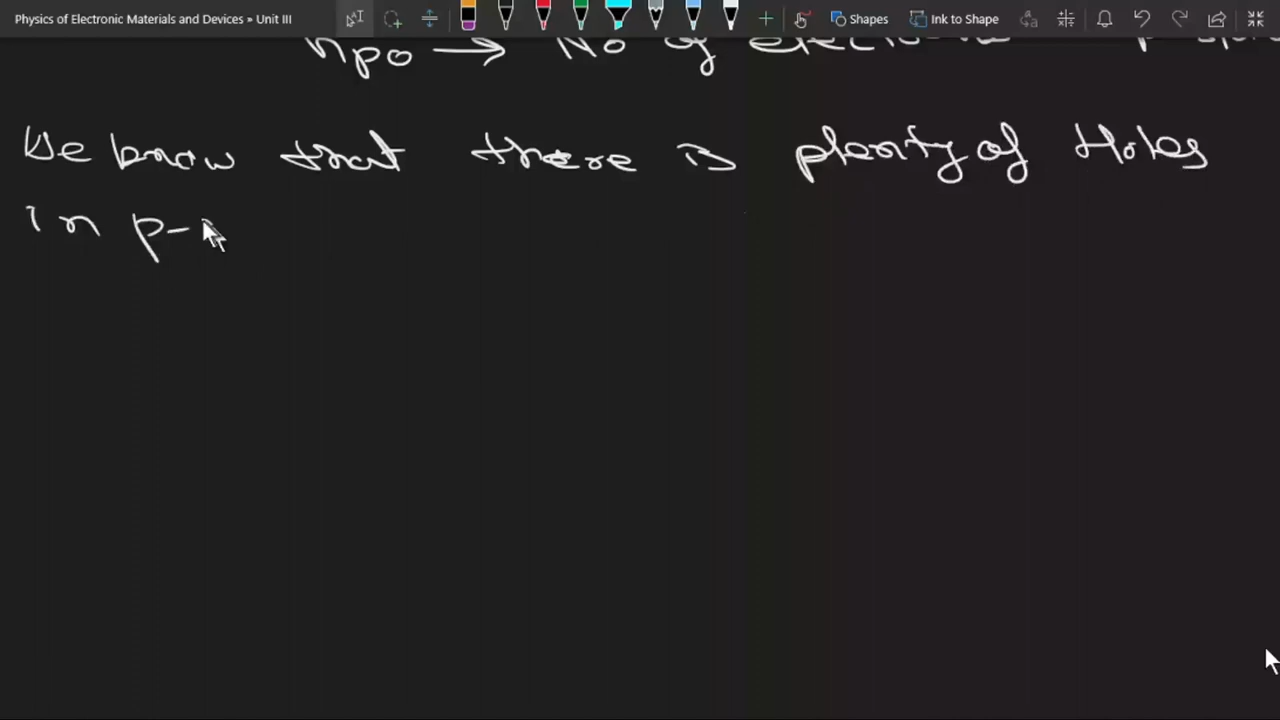 Physics of Electronic Materials and Devices » Unit III
Shapes
Ink to Shape
npo → No of
We know that there is plenty of Holes
In p-